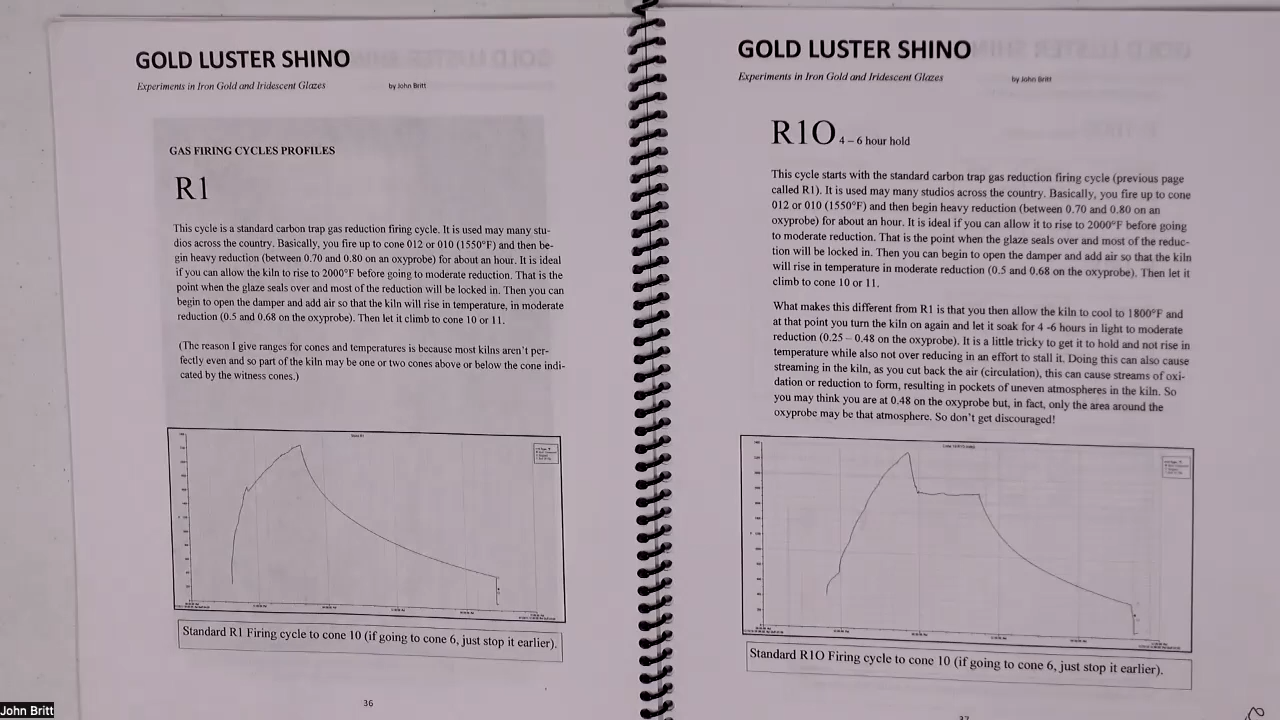 GOLD LUSTER SHINO
Experiments in Iron Gold and Iridescent Glazes by John Britt
GAS FIRING CYCLES PROFILES
R1
This cycle is a standard carbon trap gas reduction firing cycle. It is used may many stu-
dios across the country. Basically, you fire up to cone 012 or 010 (1550°F) and then be-
gin heavy reduction (between 0.70 and 0.80 on an oxyprobe) for about an hour. It is ideal
if you can allow the kiln to rise to 2000°F before going to moderate reduction. That is the
point when the glaze seals over and most of the reduction will be locked in. Then you can
begin to open the damper and add air so that the kiln will rise in temperature, in moderate
reduction (0.5 and 0.68 on the oxyprobe). Then let it climb to cone 10 or 11.
(The reason I give ranges for cones and temperatures is because most kilns aren't per-
fectly even and so part of the kiln may be one or two cones above or below the cone indi-
cated by the witness cones.)
Standard R1 Firing cycle to cone 10 (if going to cone 6, just stop it earlier).
36
GOLD LUSTER SHINO
Experiments in Iron Gold and Iridescent Glazes by John Britt
R1O 4 – 6 hour hold
This cycle starts with the standard carbon trap gas reduction firing cycle (previous page
called R1). It is used may many studios across the country. Basically, you fire up to cone
012 or 010 (1550°F) and then begin heavy reduction (between 0.70 and 0.80 on an
oxyprobe) for about an hour. It is ideal if you can allow it to rise to 2000°F before going
to moderate reduction. That is the point when the glaze seals over and most of the reduc-
tion will be locked in. Then you can begin to open the damper and add air so that the kiln
will rise in temperature in moderate reduction (0.5 and 0.68 on the oxyprobe). Then let it
climb to cone 10 or 11.
What makes this different from R1 is that you then allow the kiln to cool to 1800°F and
at that point you turn the kiln on again and let it soak for 4 -6 hours in light to moderate
reduction (0.25 – 0.48 on the oxyprobe). It is a little tricky to get it to hold and not rise in
temperature while also not over reducing in an effort to stall it. Doing this can also cause
streaming in the kiln, as you cut back the air (circulation), this can cause streams of oxi-
dation or reduction to form, resulting in pockets of uneven atmospheres in the kiln. So
you may think you are at 0.48 on the oxyprobe but, in fact, only the area around the
oxyprobe may be that atmosphere. So don't get discouraged!
Standard R1O Firing cycle to cone 10 (if going to cone 6, just stop it earlier).
37
John Britt